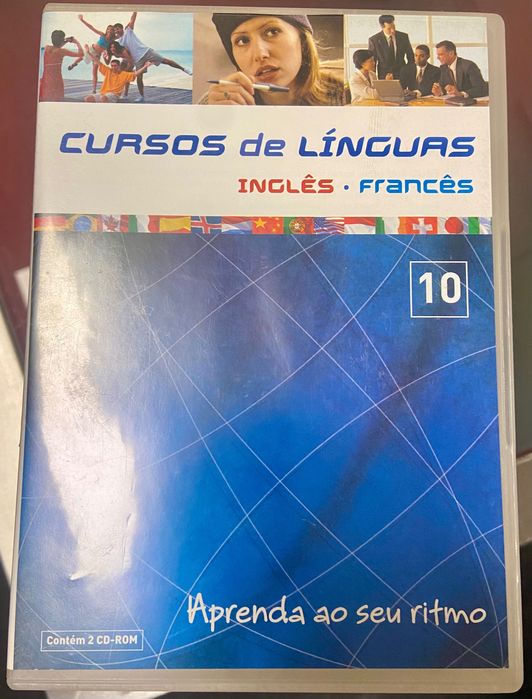 CURSOS de LÍNGUAS
INGLÊS · Francês
10
Aprenda ao seu ritmo
Contém 2 CD-ROM